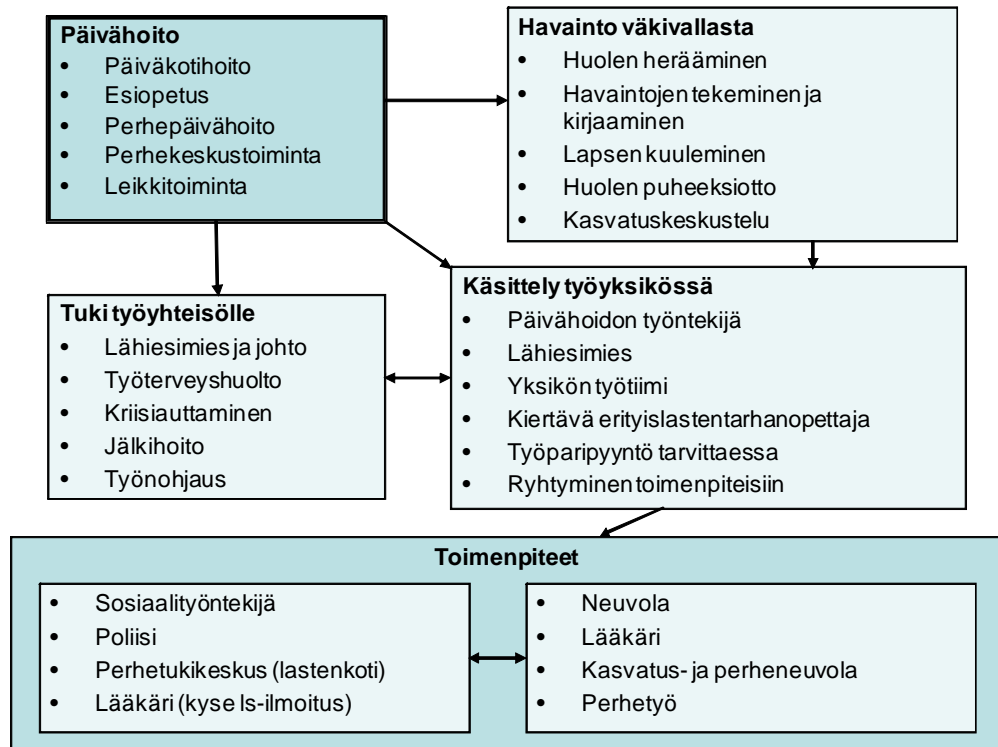 Päivähoito
• Päiväkotihoito
• Esiopetus
• Perhepäivähoito
• Perhekeskustoiminta
• Leikkitoiminta
Havainto väkivallasta
• Huolen herääminen
• Havaintojen tekeminen ja
kirjaaminen
• Lapsen kuuleminen
• Huolen puheeksiotto
• Kasvatuskeskustelu
Tuki työyhteisölle
• Lähiesimies ja johto
• Työterveyshuolto
• Kriisiauttaminen
• Jälkihoito
• Työnohjaus
Käsittely työyksikössä
• Päivähoidon työntekijä
• Lähiesimies
• Yksikön työtiimi
• Kiertävä erityislastentarhanopettaja
• Työparipyyntö tarvittaessa
• Ryhtyminen toimenpiteisiin
Toimenpiteet
• Sosiaalityöntekijä
• Poliisi
• Perhetukikeskus (lastenkoti)
• Lääkäri (kyse ls-ilmoitus)
• Neuvola
• Lääkäri
• Kasvatus- ja perheneuvola
• Perhetyö